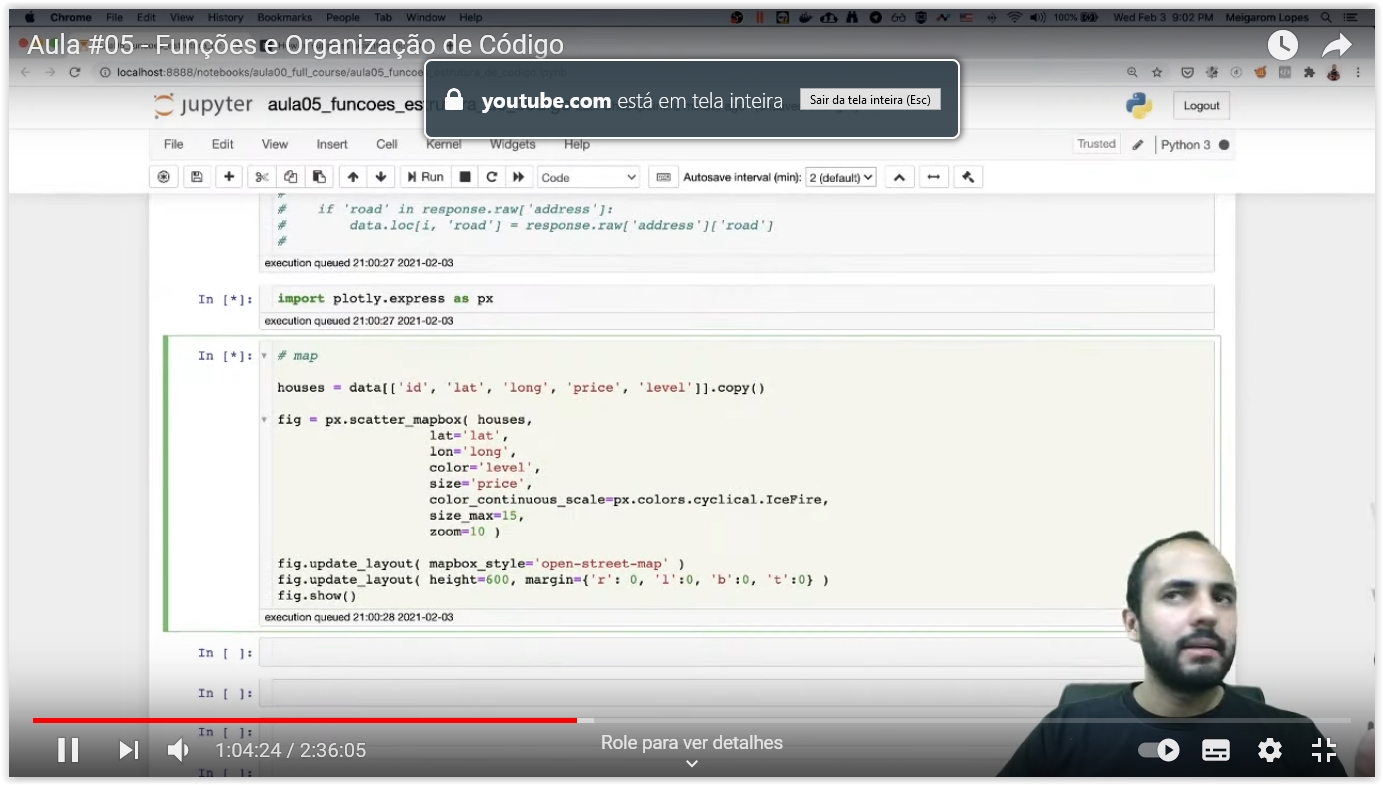 Chrome File Edit View History Bookmarks People Tab Window Help 100% Wed Feb 3 9:02 PM Meigarom Lopes
Aula #05 - Funções e Organização de Código
localhost:8888/notebooks/aula00_full_course/aula05_funcoes
youtube.com está em tela inteira Sair da tela inteira (Esc)
jupyter aula05_funcoes_es Logout
File Edit View Insert Cell Kernel Widgets Help Trusted Python 3
Run Code Autosave interval (min): 2 (default)
#
# if 'road' in response.raw['address']:
# data.loc[i, 'road'] = response.raw['address']['road']
#
execution queued 21:00:27 2021-02-03
In [*]: import plotly.express as px
execution queued 21:00:27 2021-02-03
In [*]: # map
houses = data[['id', 'lat', 'long', 'price', 'level']].copy()
fig = px.scatter_mapbox( houses,
lat='lat',
lon='long',
color='level',
size='price',
color_continuous_scale=px.colors.cyclical.IceFire,
size_max=15,
zoom=10 )
fig.update_layout( mapbox_style='open-street-map' )
fig.update_layout( height=600, margin={'r': 0, 'l':0, 'b':0, 't':0} )
fig.show()
execution queued 21:00:28 2021-02-03
In [ ]:
In [ ]:
In [ ]:
1:04:24 / 2:36:05 Role para ver detalhes
In [ ]: